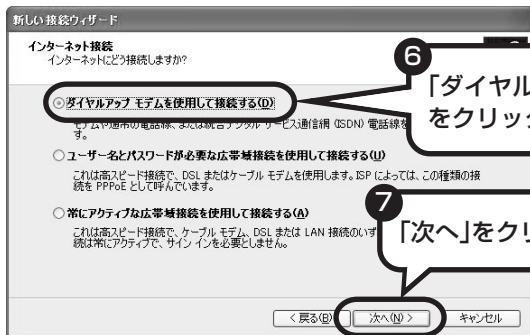 新しい接続ウィザード
インターネット接続
インターネットにどう接続しますか?
6
「ダイヤル
をクリッ
ダイヤルアップ モデムを使用して接続する(D)
モデムや通常の電話線、または統合デジタル サービス通信網 (ISDN) 電話線を
す。
ユーザー名とパスワードが必要な広帯域接続を使用して接続する(U)
これは高スピード接続で、DSL またはケーブル モデムを使用します。ISP によっては、この種類の接
続を PPPoE として呼んでいます。
7
常にアクティブな広帯域接続を使用して接続する(A)
これは高スピード接続で、ケーブル モデム、DSL または LAN 接続のいず
続は常にアクティブで、サイン インを必要としません。
「次へ」をクリ
< 戻る(B)
次へ(N) >
キャンセル